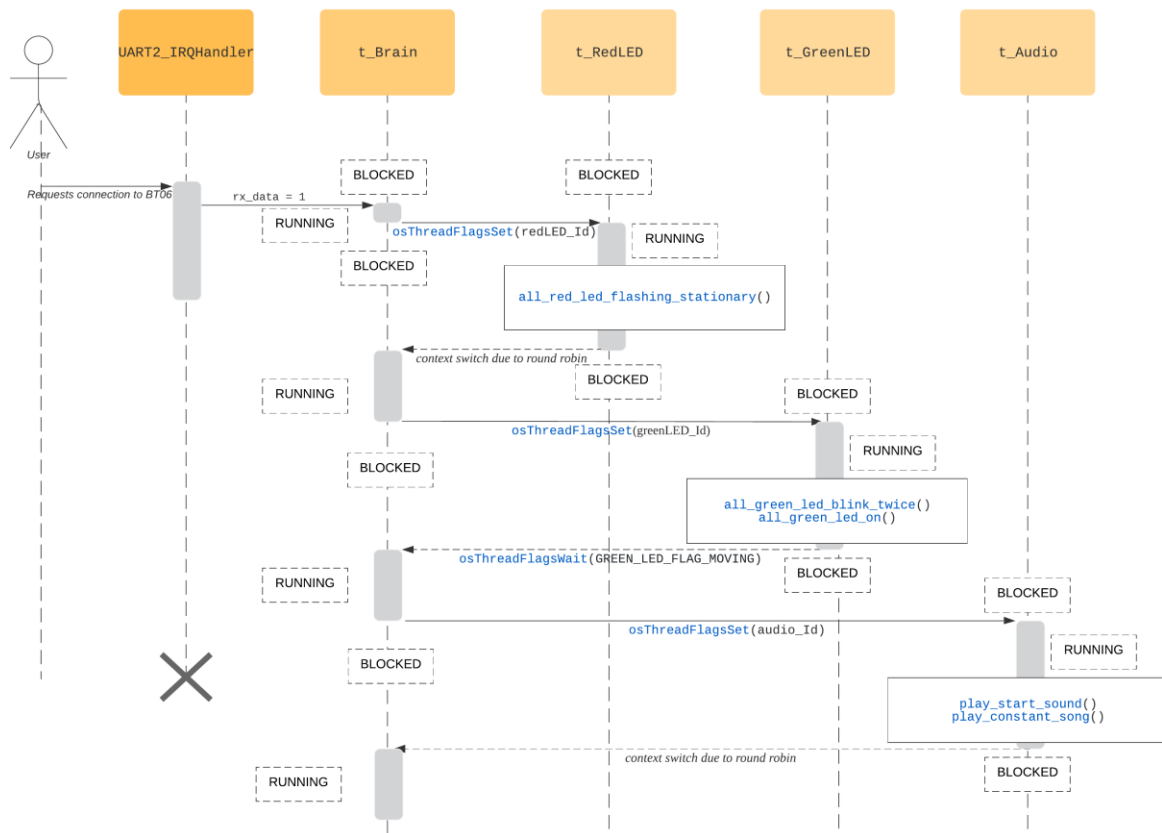 UART2_IRQHandler
t_Brain
t_RedLED
t_GreenLED
t_Audio
User
BLOCKED
BLOCKED
Requests connection to BT06
rx_data = 1
RUNNING
osThreadFlagsSet(redLED_Id)
RUNNING
BLOCKED
all_red_led_flashing_stationary()
context switch due to round robin
BLOCKED
RUNNING
BLOCKED
osThreadFlagsSet(greenLED_Id)
RUNNING
BLOCKED
all_green_led_blink_twice()
all_green_led_on()
osThreadFlagsWait(GREEN_LED_FLAG_MOVING)
BLOCKED
RUNNING
BLOCKED
osThreadFlagsSet(audio_Id)
RUNNING
BLOCKED
play_start_sound()
play_constant_song()
context switch due to round robin
BLOCKED
RUNNING